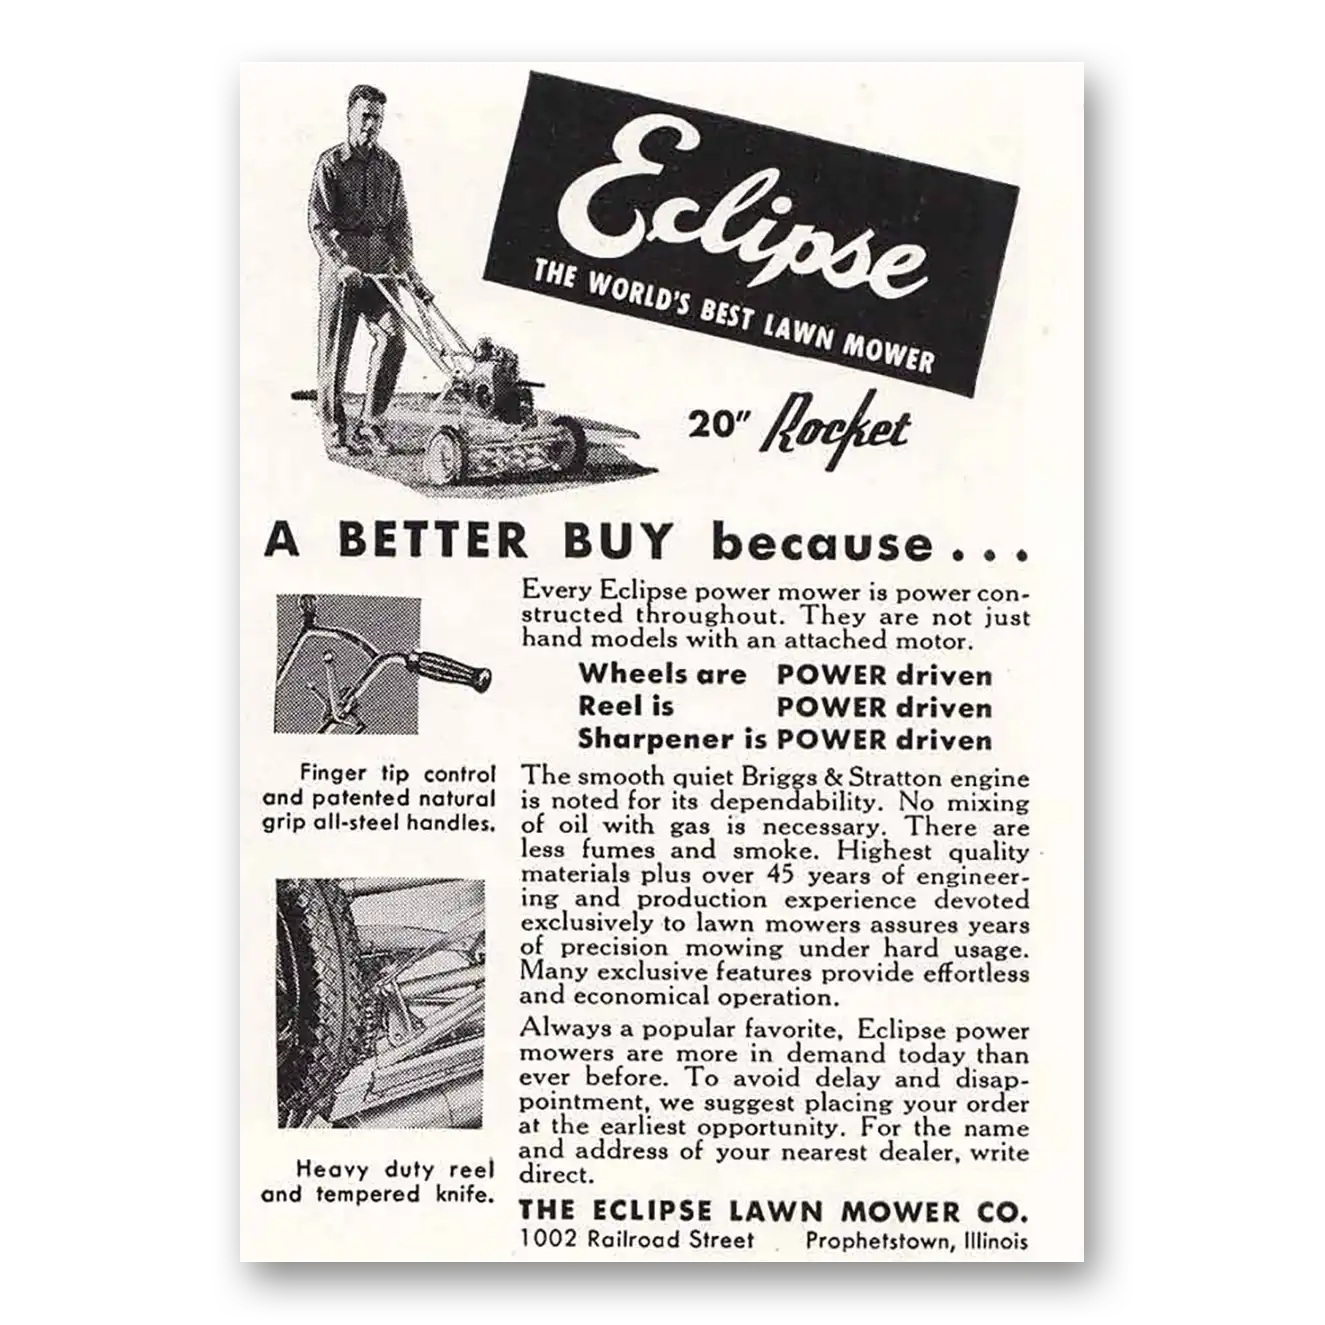 Eclipse
THE WORLD'S BEST LAWN MOWER
20" Rocket
A BETTER BUY because...
Every Eclipse power mower is power con-
structed throughout. They are not just
hand models with an attached motor.
Wheels are POWER driven
Reel is POWER driven
Sharpener is POWER driven
Finger tip control
and patented natural
grip all-steel handles.
The smooth quiet Briggs & Stratton engine
is noted for its dependability. No mixing
of oil with gas is necessary. There are
less fumes and smoke. Highest quality
materials plus over 45 years of engineer-
ing and production experience devoted
exclusively to lawn mowers assures years
of precision mowing under hard usage.
Many exclusive features provide effortless
and economical operation.
Always a popular favorite, Eclipse power
mowers are more in demand today than
ever before. To avoid delay and disap-
pointment, we suggest placing your order
at the earliest opportunity. For the name
and address of your nearest dealer, write
direct.
Heavy duty reel
and tempered knife.
THE ECLIPSE LAWN MOWER CO.
1002 Railroad Street Prophetstown, Illinois